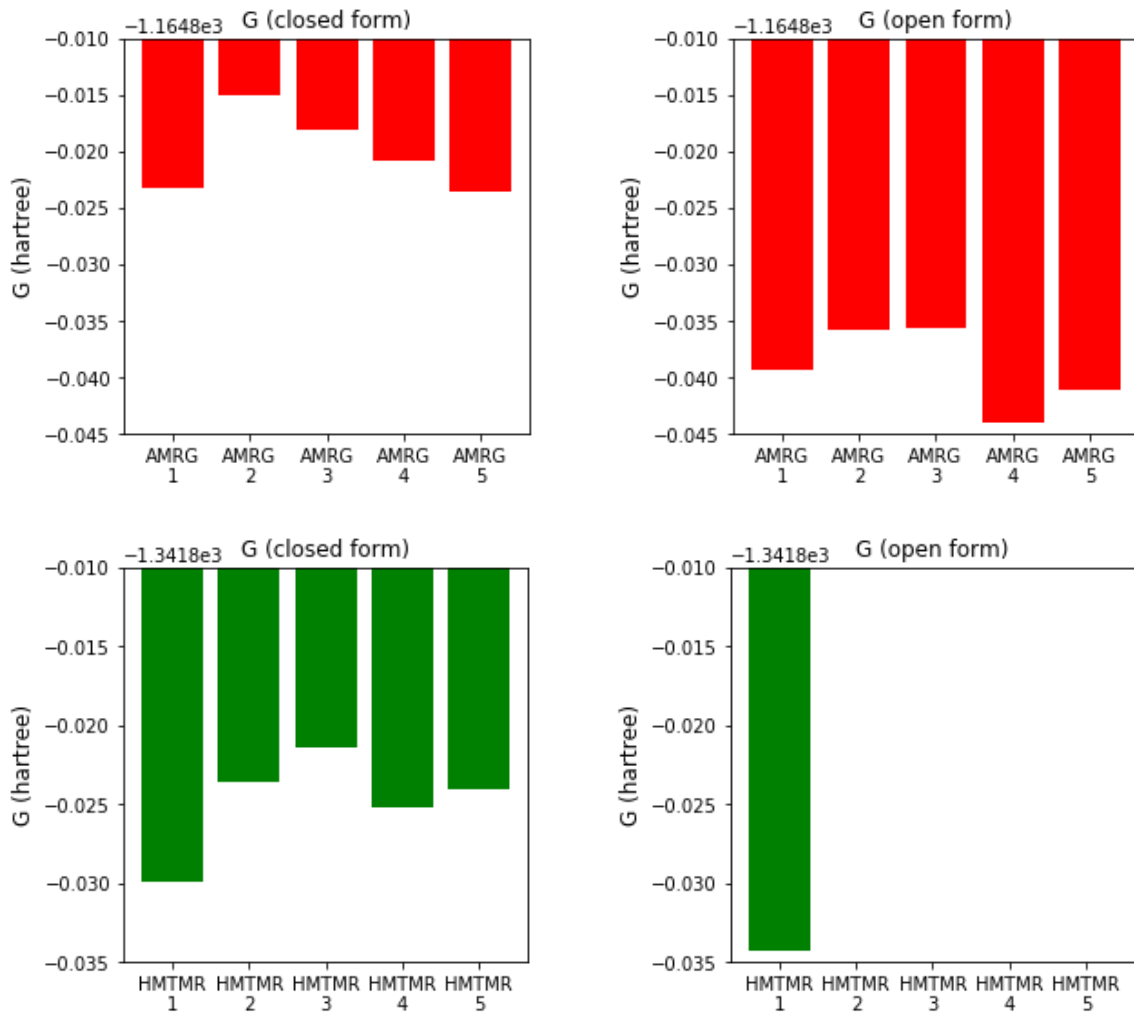 −1.1648e3
G (closed form)
G (hartree)
−0.010
−0.015
−0.020
−0.025
−0.030
−0.035
−0.040
−0.045
AMRG AMRG AMRG AMRG AMRG
1 2 3 4 5
−1.1648e3
G (open form)
G (hartree)
−0.010
−0.015
−0.020
−0.025
−0.030
−0.035
−0.040
−0.045
AMRG AMRG AMRG AMRG AMRG
1 2 3 4 5
−1.3418e3
G (closed form)
G (hartree)
−0.010
−0.015
−0.020
−0.025
−0.030
−0.035
HMTMR HMTMR HMTMR HMTMR HMTMR
1 2 3 4 5
−1.3418e3
G (open form)
G (hartree)
−0.010
−0.015
−0.020
−0.025
−0.030
−0.035
HMTMR HMTMR HMTMR HMTMR HMTMR
1 2 3 4 5